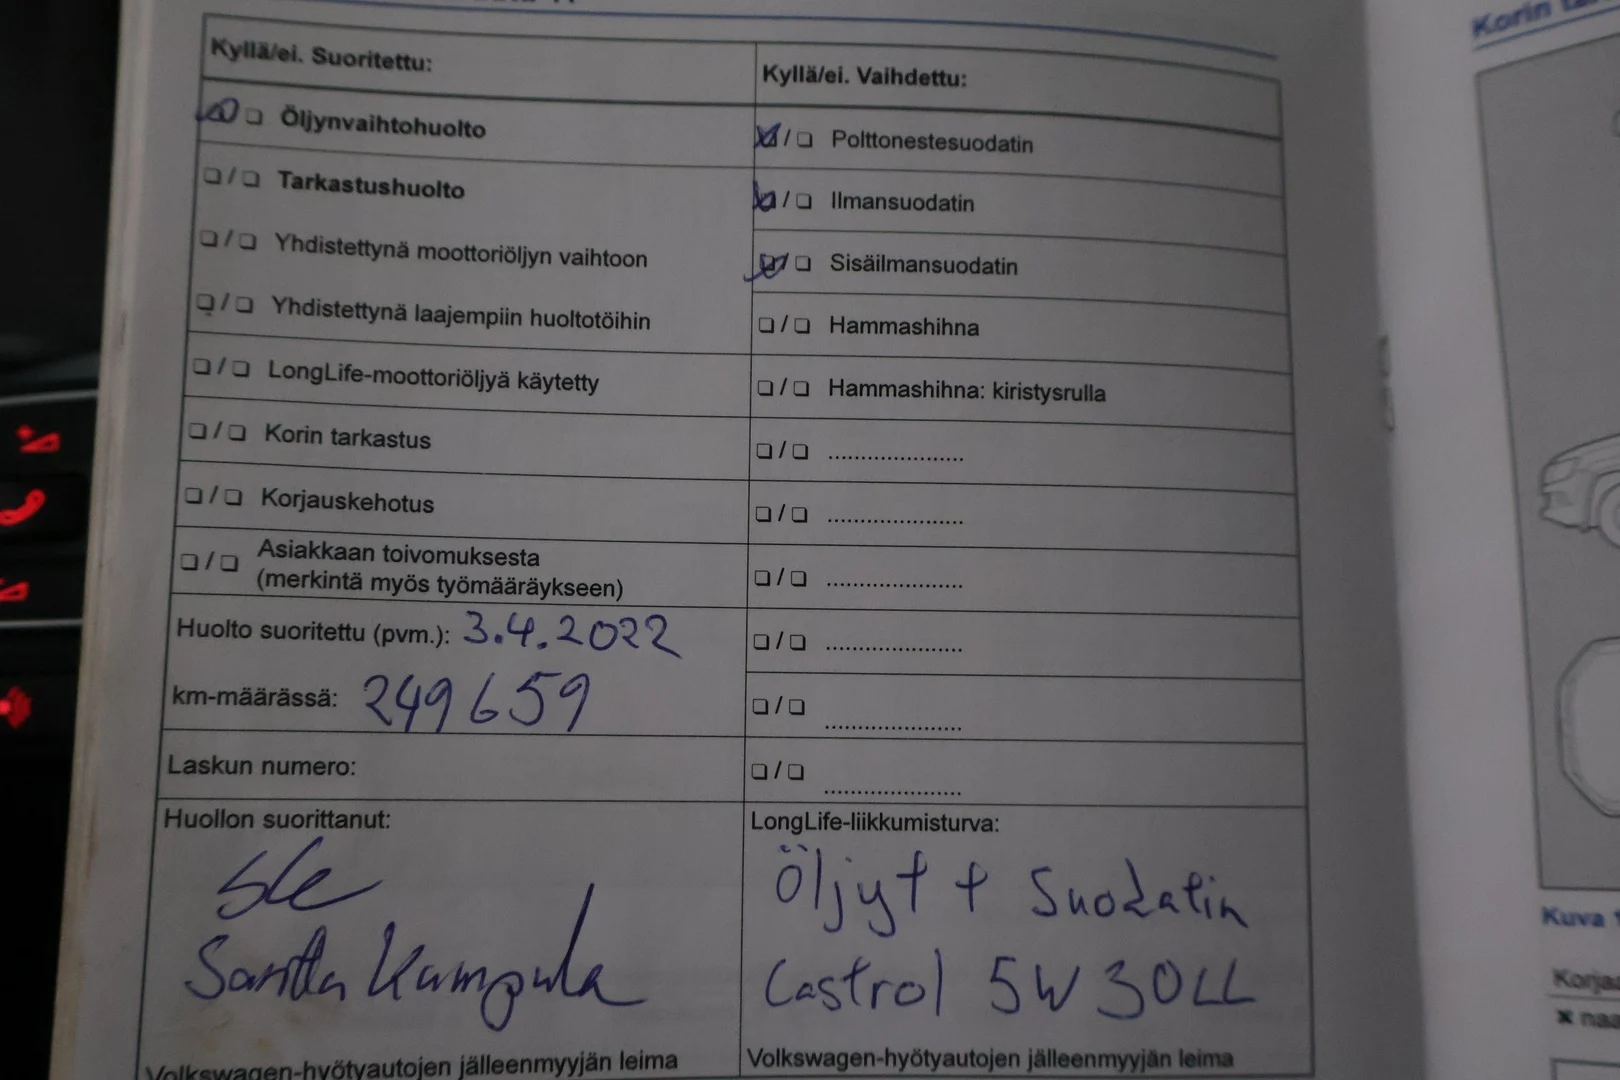 Kyllä/ei. Suoritettu:
Öljynvaihtohuolto
Tarkastushuolto
Yhdistettynä moottoriöljyn vaihtoon
Yhdistettynä laajempiin huoltotöihin
LongLife-moottoriöljyä käytetty
Korin tarkastus
Korjauskehotus
Asiakkaan toivomuksesta
(merkintä myös työmääräykseen)
Huolto suoritettu (pvm.): 3.4.2022
km-määrässä: 249659
Laskun numero:
Huollon suorittanut:
Volkswagen-hyötyautojen jälleenmyyjän leima
Kyllä/ei. Vaihdettu:
Polttonestesuodatin
Ilmansuodatin
Sisäilmansuodatin
Hammashihna
Hammashihna: kiristysrulla
LongLife-liikkumisturva:
Öljyt + Suodatin
Castrol 5W30LL
Volkswagen-hyötyautojen jälleenmyyjän leima
Korin
Kuva